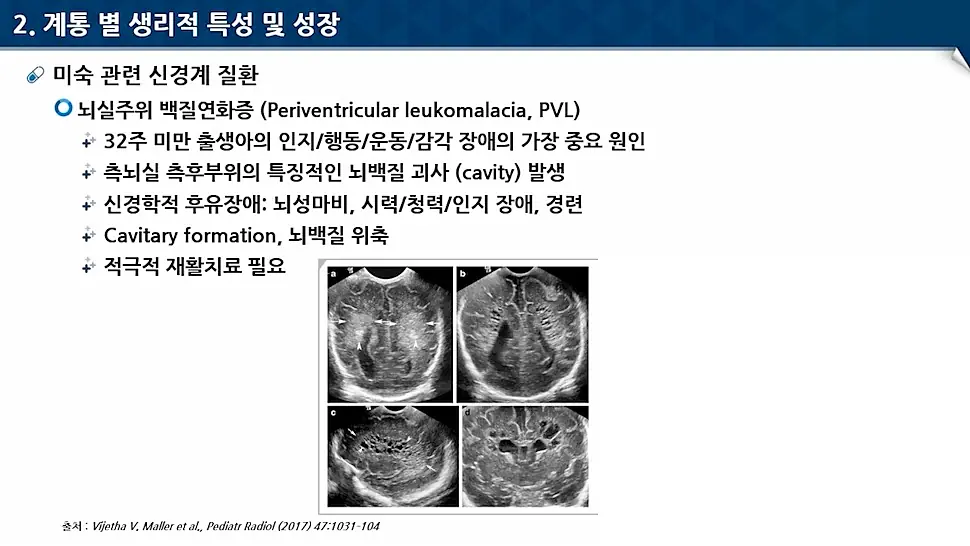 2. 계통 별 생리적 특성 및 성장
미숙 관련 신경계 질환
뇌실주위 백질연화증 (Periventricular leukomalacia, PVL)
32주 미만 출생아의 인지/행동/운동/감각 장애의 가장 중요 원인
측뇌실 측후부위의 특징적인 뇌백질 괴사 (cavity) 발생
신경학적 후유장애: 뇌성마비, 시력/청력/인지 장애, 경련
Cavitary formation, 뇌백질 위축
적극적 재활치료 필요
a
b
c
d
출처 : Vijetha V. Maller et al., Pediatr Radiol (2017) 47:1031-104